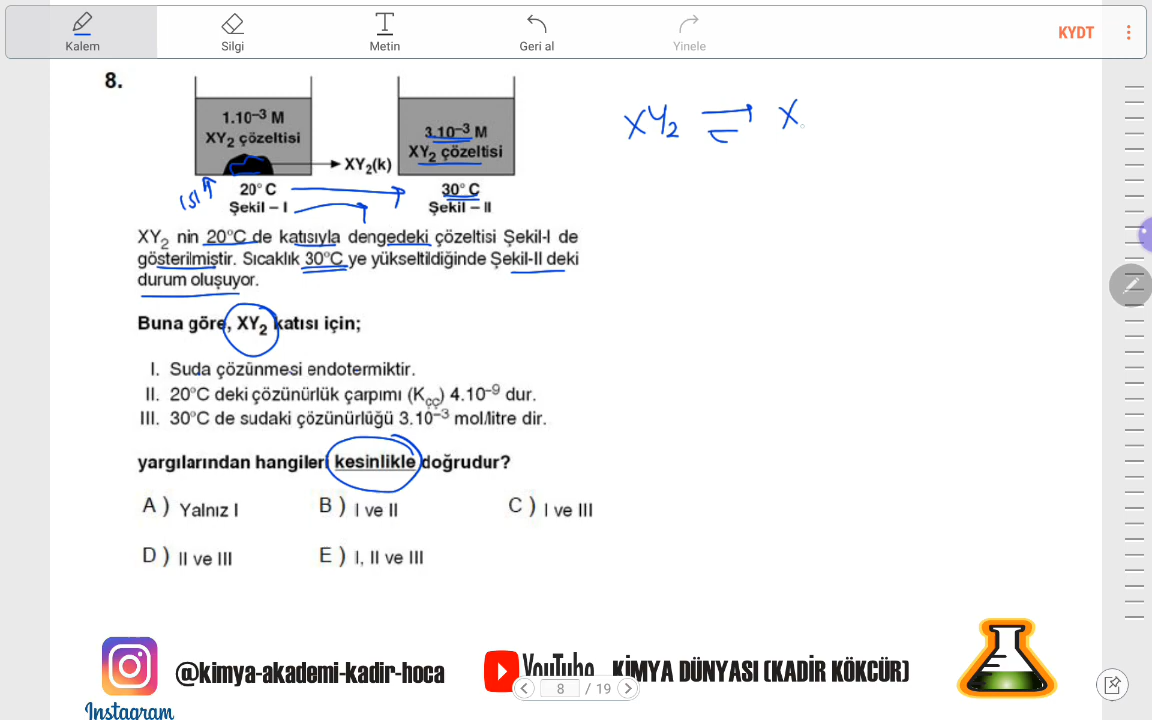 Kalem Silgi Metin Geri al Yinele KYDT
8.
XY₂ ⇌ X
1.10⁻³ M
XY₂ çözeltisi
3.10⁻³ M
XY₂ çözeltisi
XY₂(k)
ısı ↑
20°C
Şekil – I
30°C
Şekil – II
XY₂ nin 20°C de katısıyla dengedeki çözeltisi Şekil-I de
gösterilmiştir. Sıcaklık 30°C ye yükseltildiğinde Şekil-II deki
durum oluşuyor.
Buna göre, XY₂ katısı için;
I. Suda çözünmesi endotermiktir.
II. 20°C deki çözünürlük çarpımı (Kçç) 4.10⁻⁹ dur.
III. 30°C de sudaki çözünürlüğü 3.10⁻³ mol/litre dir.
yargılarından hangileri kesinlikle doğrudur?
A ) Yalnız I B ) I ve II C ) I ve III
D ) II ve III E ) I, II ve III
@kimya-akademi-kadir-hoca
Instagram
YouTube KİMYA DÜNYASI (KADİR KÖKCÜR)
8 / 19